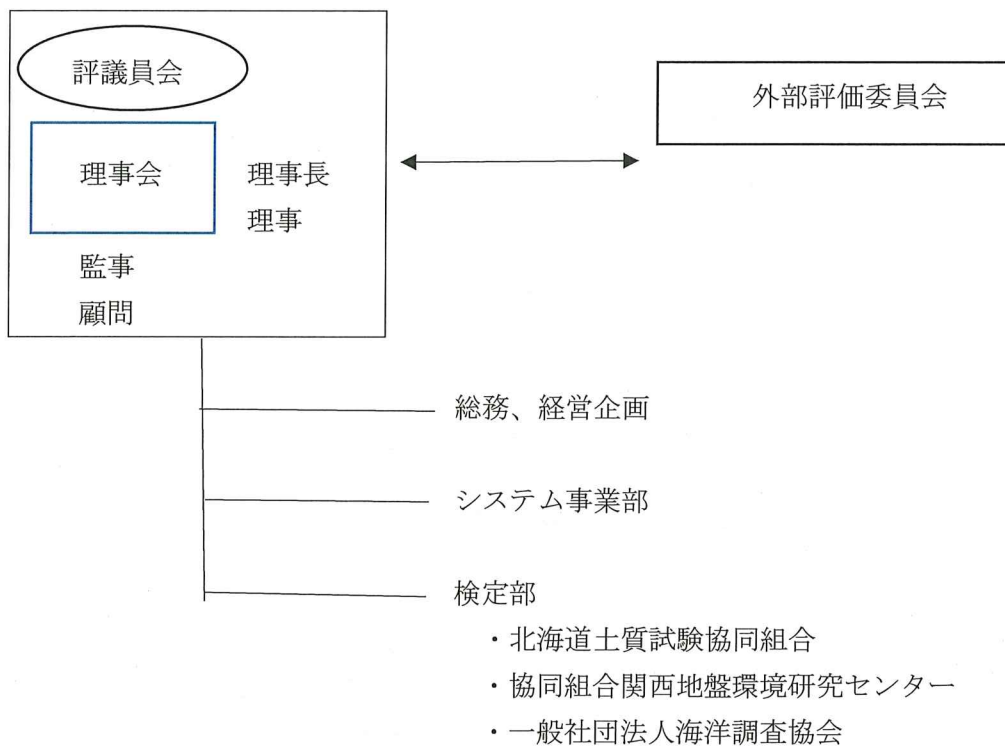 評議員会
外部評価委員会
理事会
理事長
理事
監事
顧問
総務、経営企画
システム事業部
検定部
・北海道土質試験協同組合
・協同組合関西地盤環境研究センター
・一般社団法人海洋調査協会